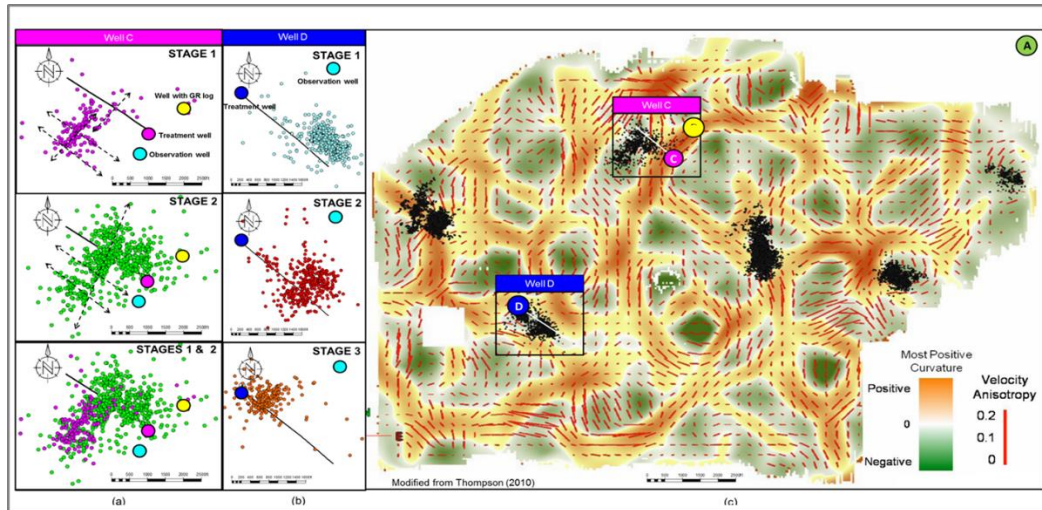 Well C
STAGE 1
N
Well with GR log
Treatment well
Observation well
STAGE 2
N
STAGES 1 & 2
N
(a)
Well D
STAGE 1
N
Observation well
Treatment well
STAGE 2
N
STAGE 3
N
(b)
A
Well C
C
Well D
D
E
Most Positive
Curvature
Positive
0
Negative
Velocity
Anisotropy
0.2
0.1
0
Modified from Thompson (2010)
(c)